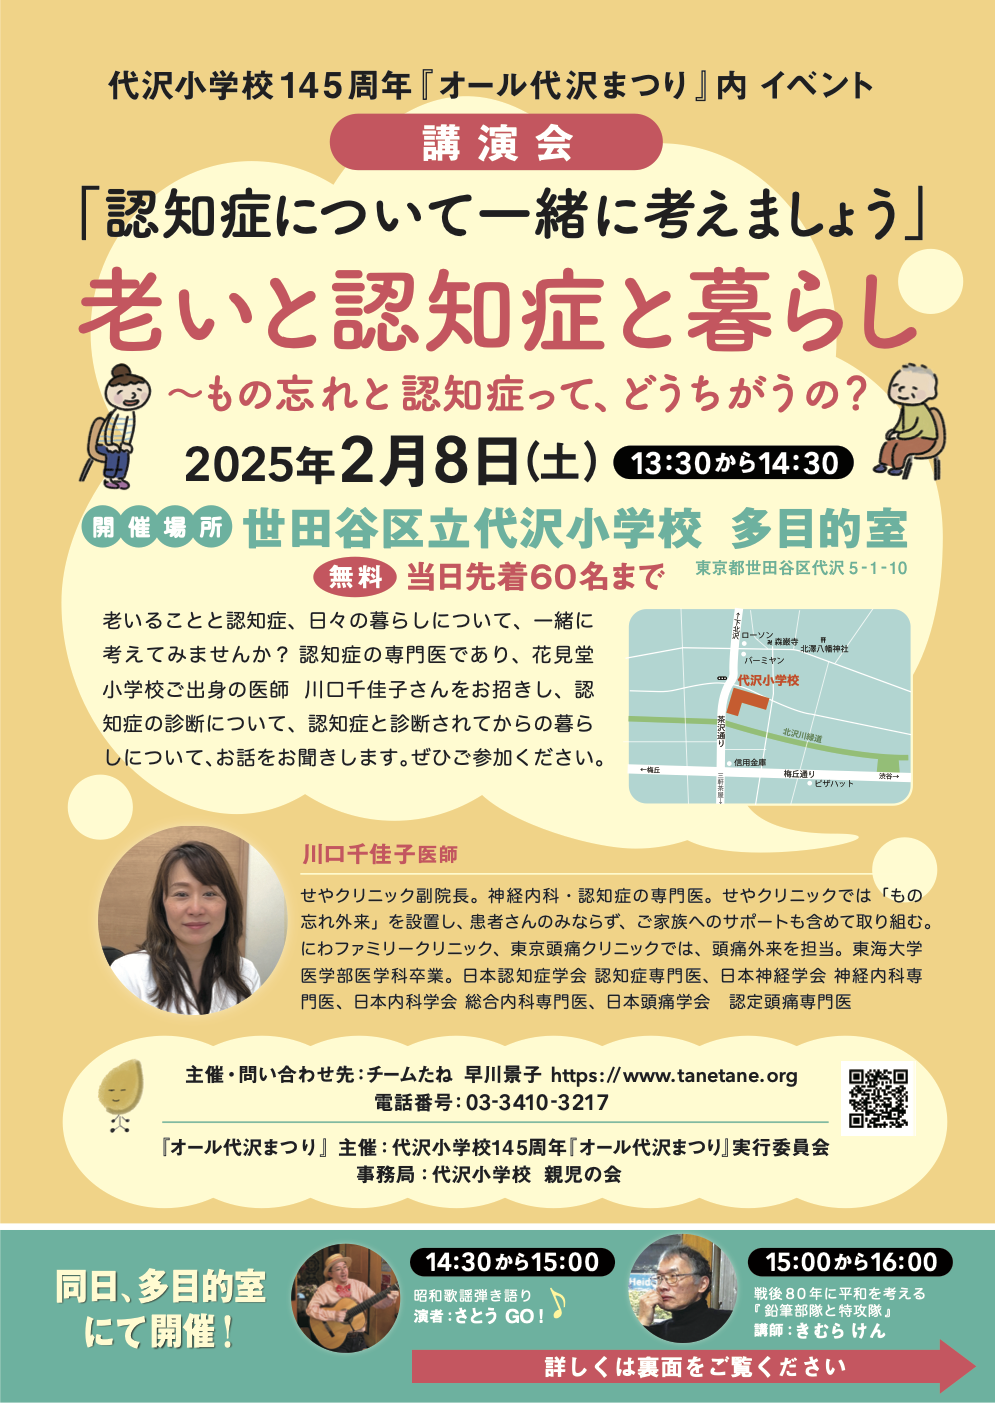 代沢小学校145周年『オール代沢まつり』内 イベント
講演会
「認知症について一緒に考えましょう」
老いと認知症と暮らし
～もの忘れと認知症って、どうちがうの？
2025年2月8日(土) 13:30から14:30
開催場所 世田谷区立代沢小学校 多目的室
無料 当日先着60名まで 東京都世田谷区代沢 5-1-10
老いることと認知症、日々の暮らしについて、一緒に
考えてみませんか？ 認知症の専門医であり、花見堂
小学校ご出身の医師 川口千佳子さんをお招きし、認
知症の診断について、認知症と診断されてからの暮ら
しについて、お話をお聞きします。ぜひご参加ください。
↑下北沢
ローソン
森巌寺
北澤八幡神社
バーミヤン
代沢小学校
茶沢通り
北沢川緑道
信用金庫
←梅丘
梅丘通り
渋谷→
ピザハット
三軒茶屋↓
川口千佳子医師
せやクリニック副院長。神経内科・認知症の専門医。せやクリニックでは「もの
忘れ外来」を設置し、患者さんのみならず、ご家族へのサポートも含めて取り組む。
にわファミリークリニック、東京頭痛クリニックでは、頭痛外来を担当。東海大学
医学部医学科卒業。日本認知症学会 認知症専門医、日本神経学会 神経内科専
門医、日本内科学会 総合内科専門医、日本頭痛学会 認定頭痛専門医
主催・問い合わせ先：チームたね 早川景子 https://www.tanetane.org
電話番号：03-3410-3217
『オール代沢まつり』 主催：代沢小学校145周年『オール代沢まつり』実行委員会
事務局：代沢小学校 親児の会
同日、多目的室
にて開催！
14:30から15:00
昭和歌謡弾き語り
演者：さとう GO！
15:00から16:00
戦後80年に平和を考える
『鉛筆部隊と特攻隊』
講師：きむら けん
詳しくは裏面をご覧ください